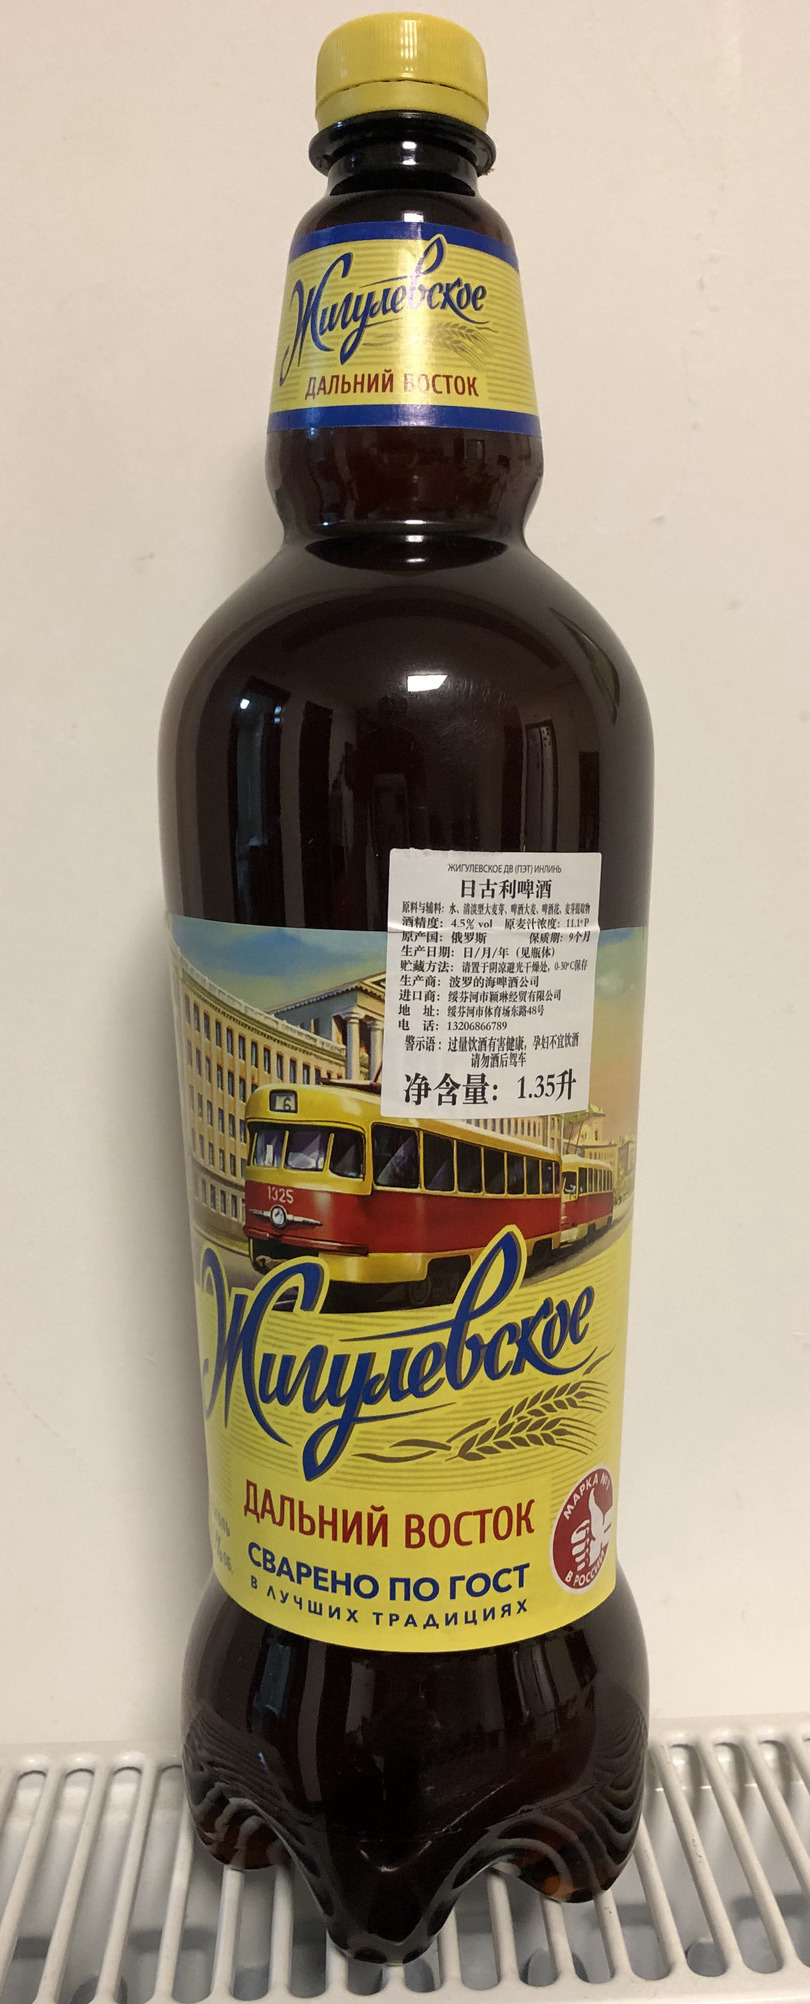 Жигулевское
ДАЛЬНИЙ ВОСТОК
ЖИГУЛЕВСКОЕ ДВ (ПЭТ) ИНЛИНЬ
日古利啤酒
原料与辅料：水、清淡型大麦芽、啤酒大麦、啤酒花、麦芽提取物
酒精度：4.5% vol 原麦汁浓度：11.1°P
原产国：俄罗斯 保质期：9个月
生产日期：日/月/年（见瓶体）
贮藏方法：请置于阴凉避光干燥处，0-30°C保存
生产商：波罗的海啤酒公司
进口商：绥芬河市颖琳经贸有限公司
地 址：绥芬河市体育场东路48号
电 话：13206866789
警示语：过量饮酒有害健康，孕妇不宜饮酒
请勿酒后驾车
净含量：1.35升
6
1325
Жигулевское
ДАЛЬНИЙ ВОСТОК
МАРКА №1
В РОССИИ
СВАРЕНО ПО ГОСТ
В ЛУЧШИХ ТРАДИЦИЯХ